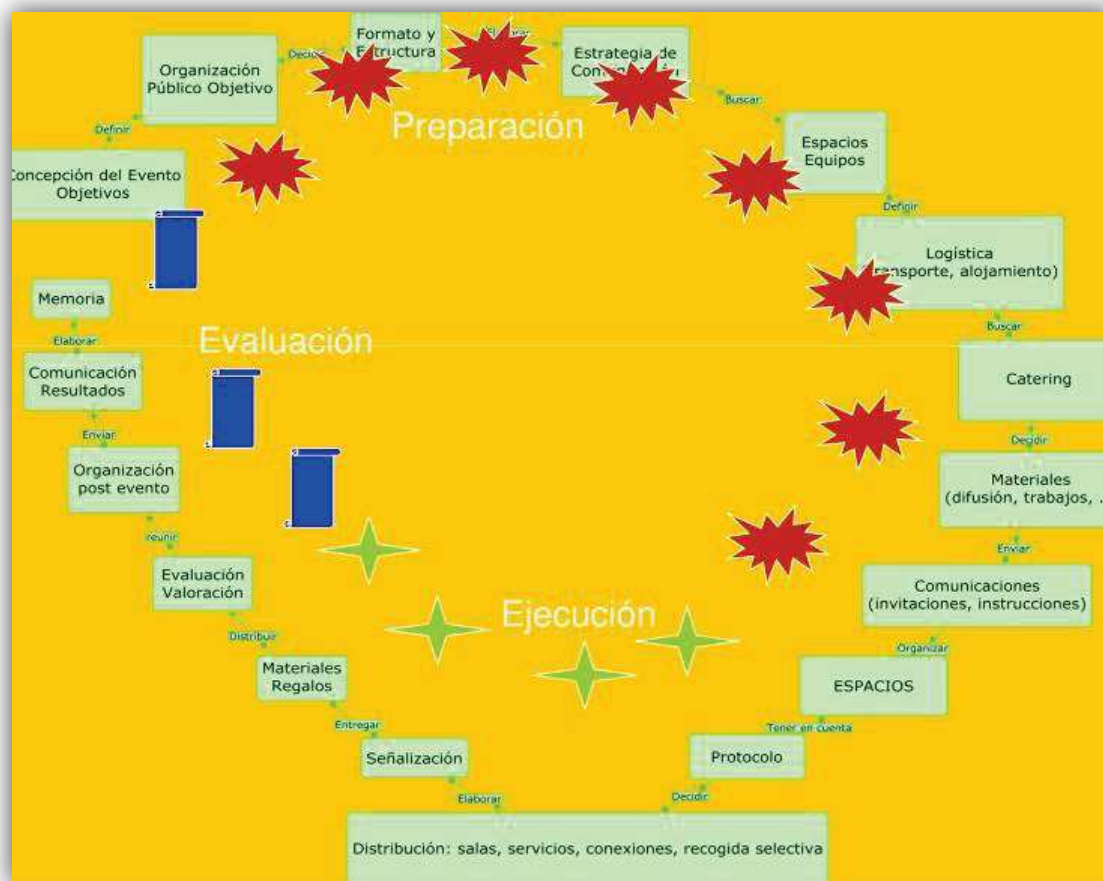 Formato y
Estructura
Decidir
Elaborar
Estrategia de
Comunicación
Organización
Público Objetivo
Buscar
Preparación
Definir
Espacios
Equipos
Concepción del Evento
Objetivos
Definir
Logística
(transporte, alojamiento)
Memoria
Buscar
Evaluación
Elaborar
Comunicación
Resultados
Catering
Enviar
Decidir
Organización
post evento
Materiales
(difusión, trabajos, .
reunir
Enviar
Evaluación
Valoración
Comunicaciones
(invitaciones, instrucciones)
Ejecución
Distribuir
Organizar
Materiales
Regalos
ESPACIOS
Entregar
Tener en cuenta
Señalización
Protocolo
Elaborar
Decidir
Distribución: salas, servicios, conexiones, recogida selectiva